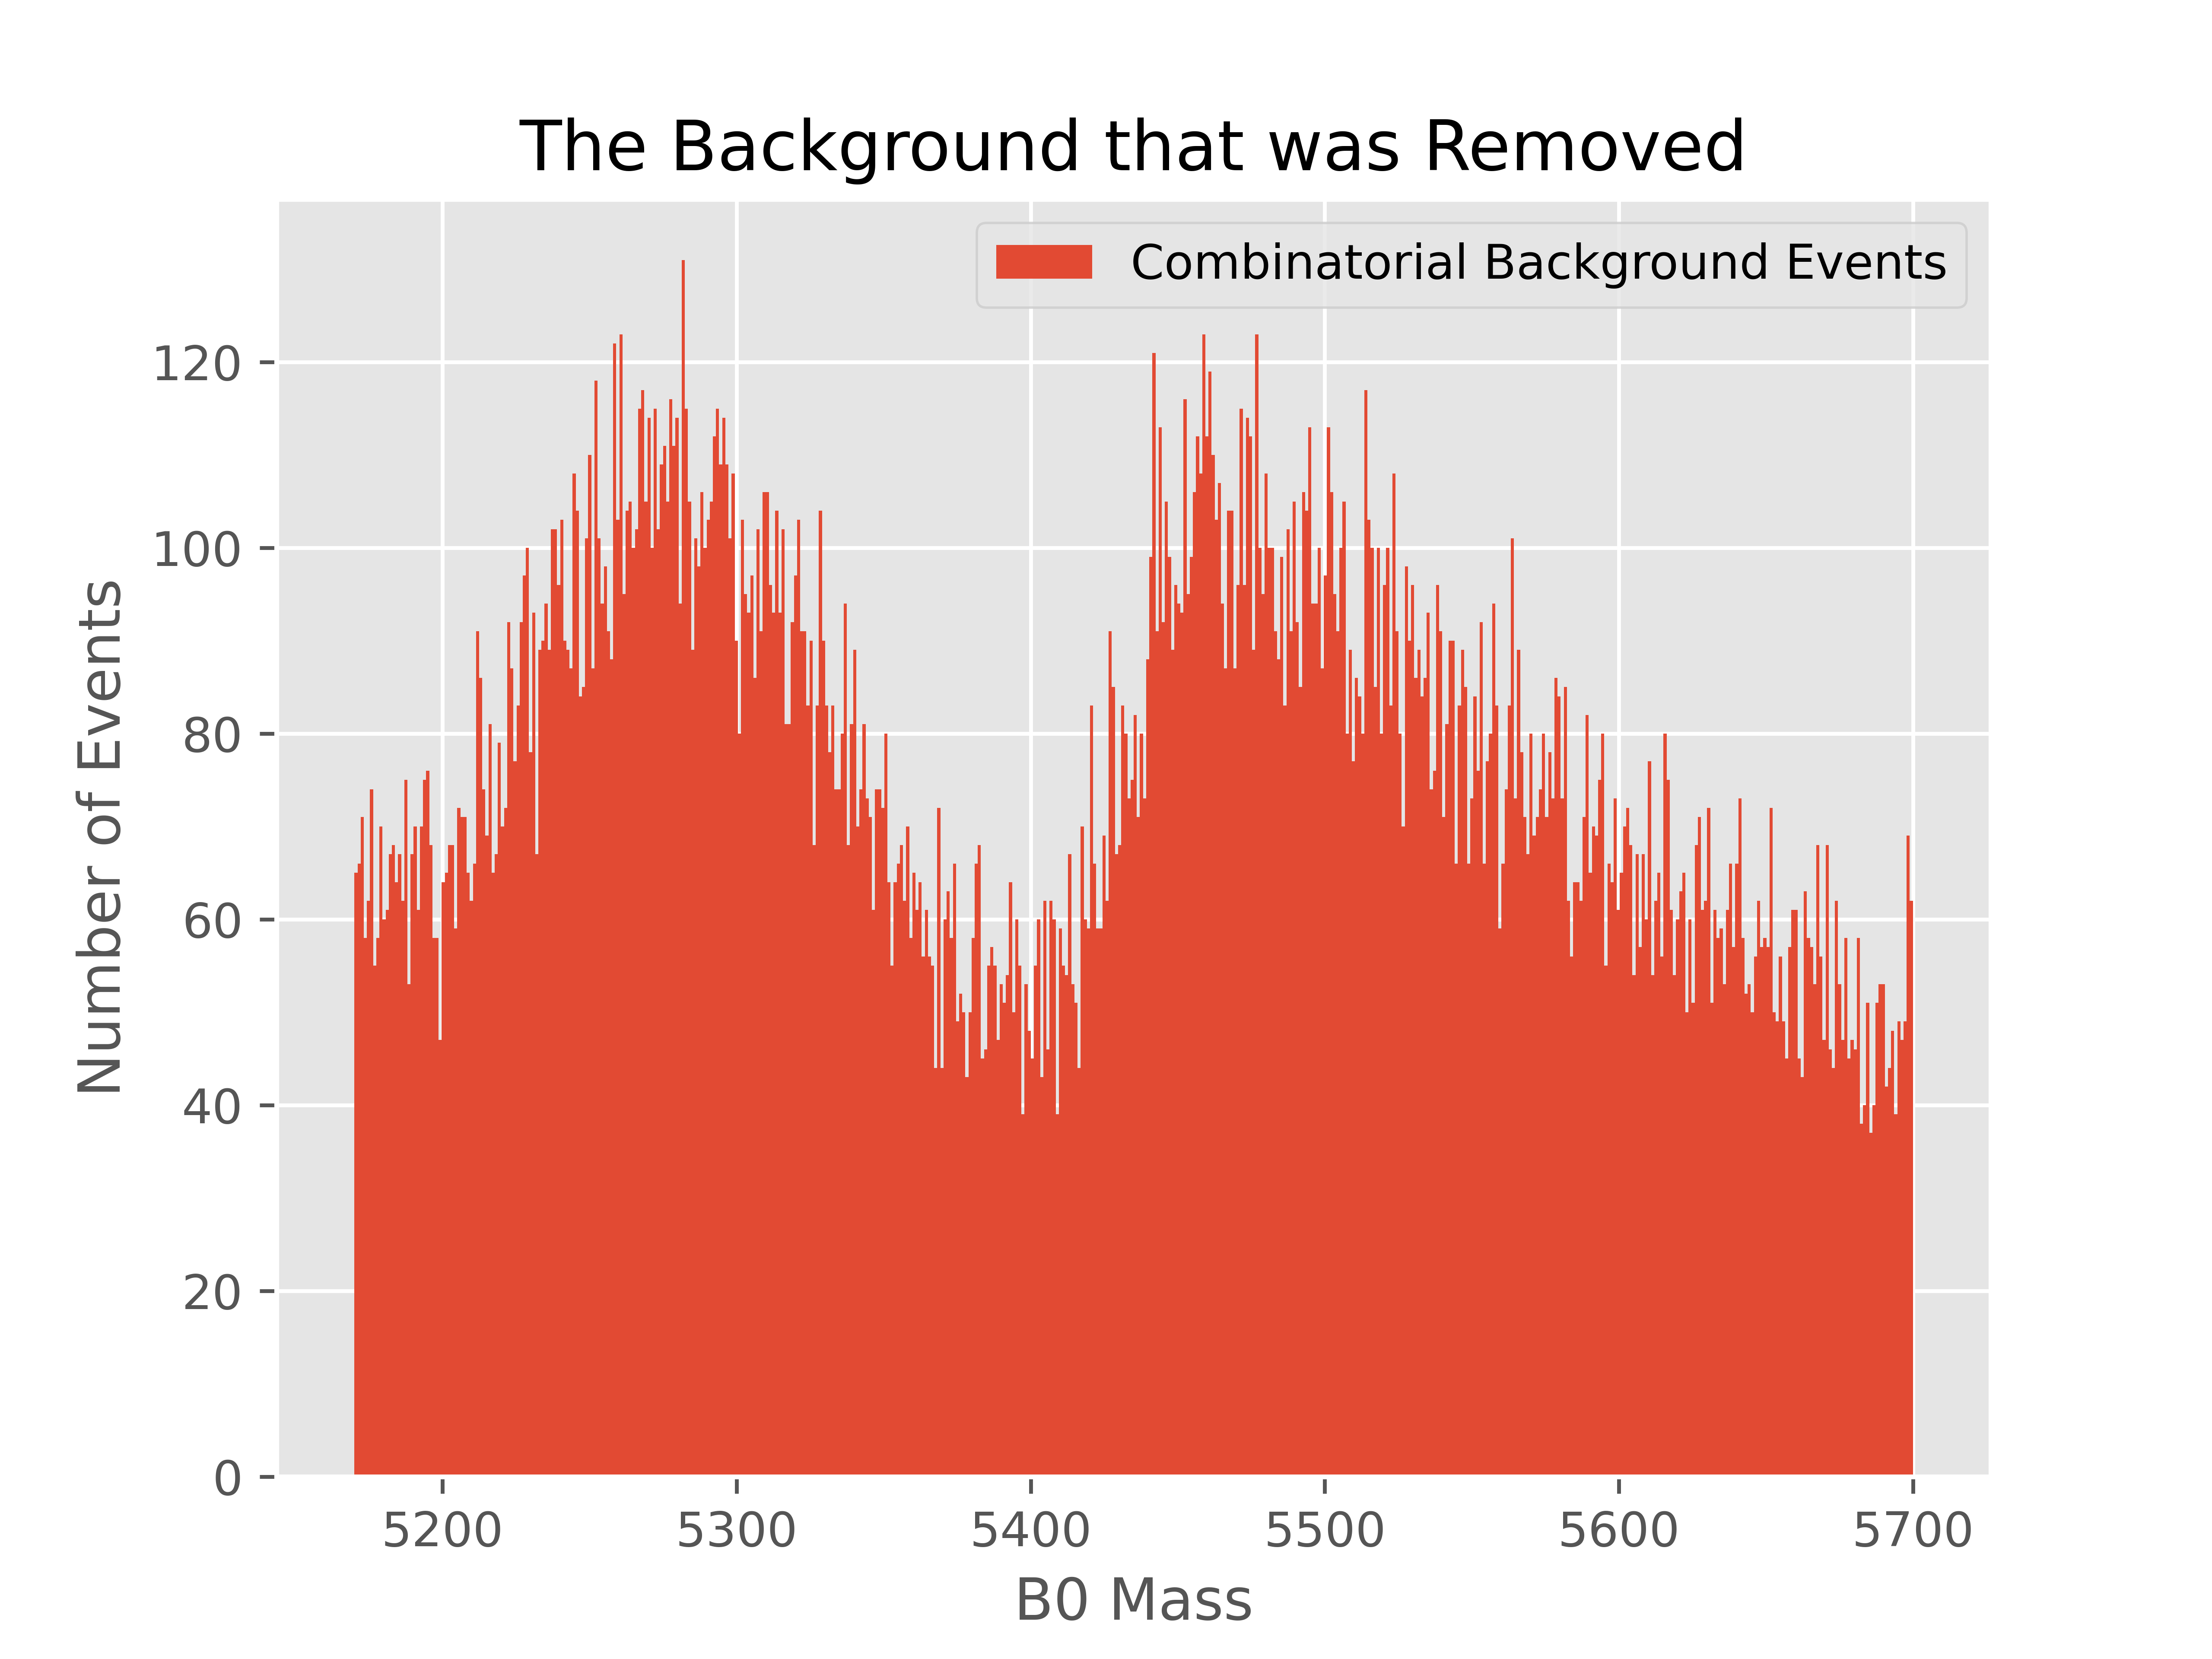 The Background that was Removed
Combinatorial Background Events
Number of Events
120
100
80
60
40
20
0
5200 5300 5400 5500 5600 5700
B0 Mass